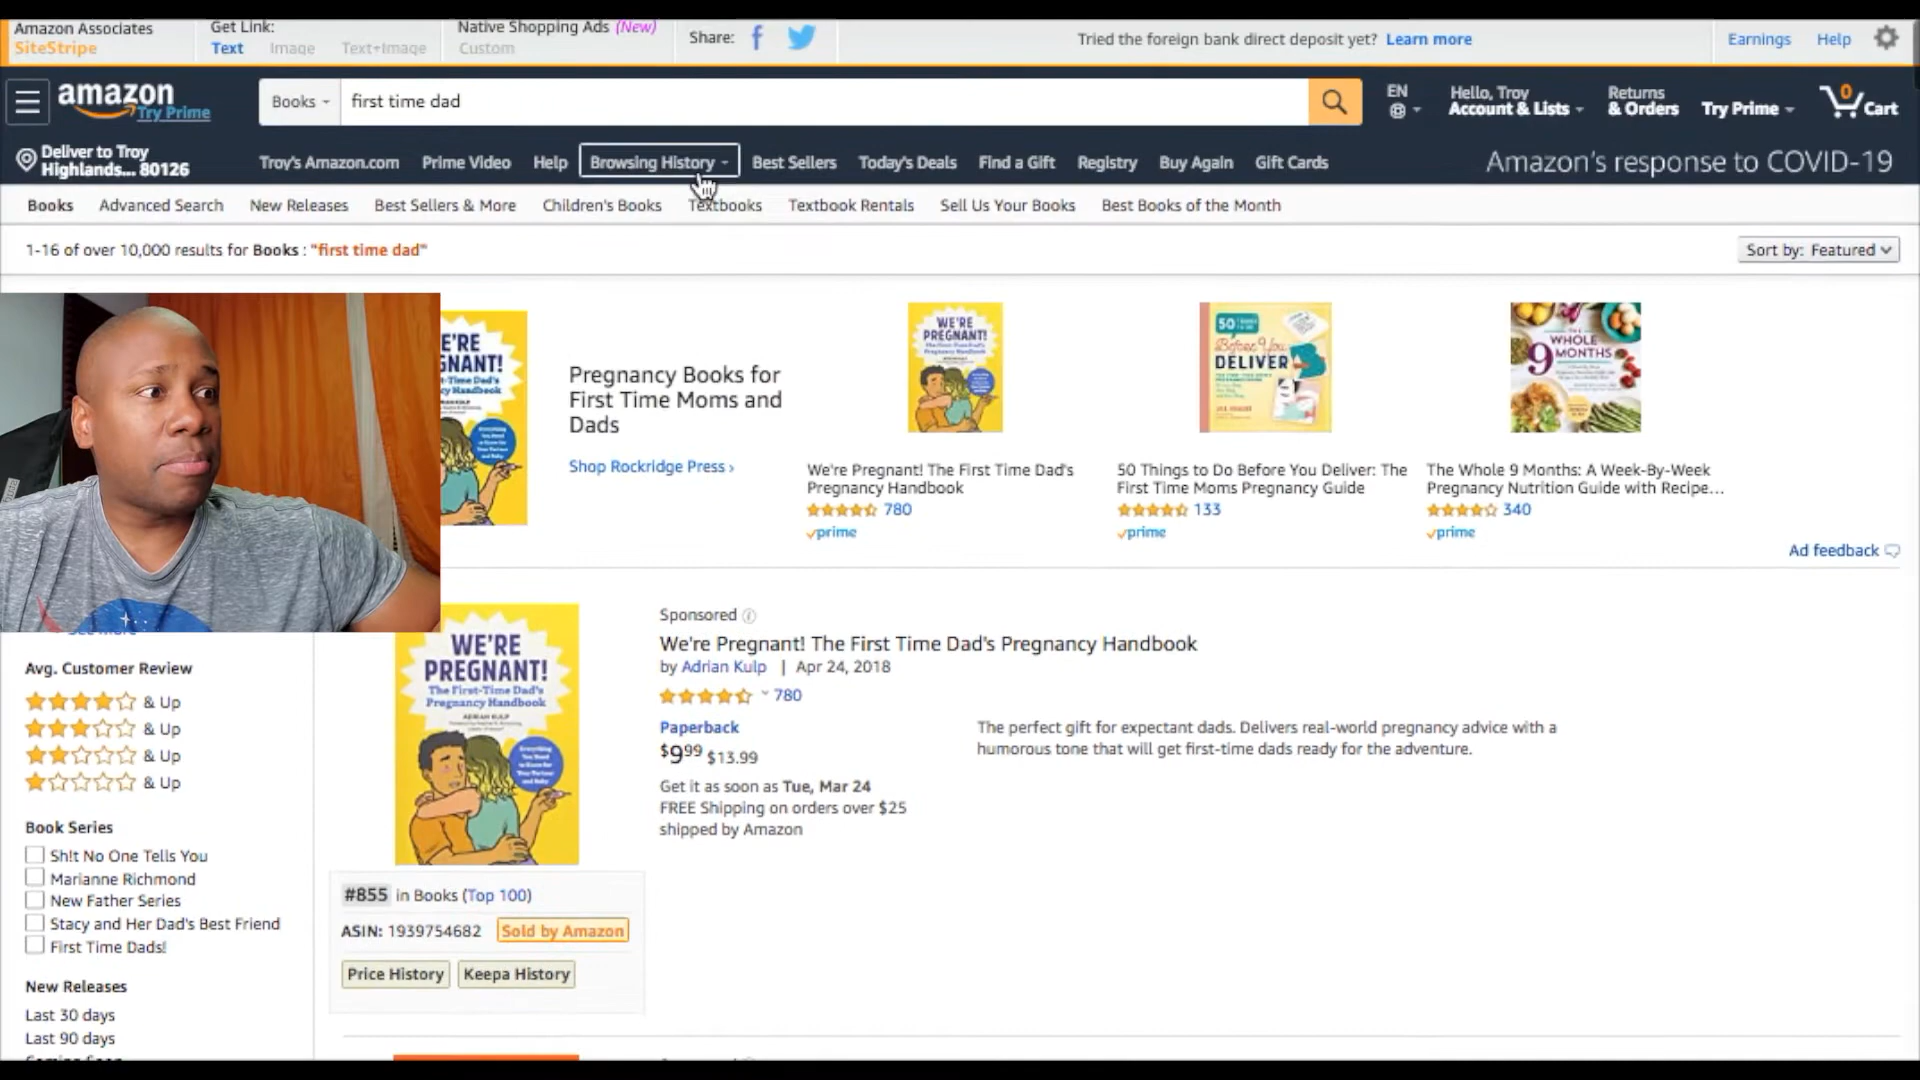 Amazon Associates
SiteStripe
Get Link:
Text Image Text+Image
Native Shopping Ads (New)
Custom
Share:
Tried the foreign bank direct deposit yet? Learn more
Earnings Help
amazon
Try Prime
Books
first time dad
EN
Hello, Troy
Account & Lists
Returns
& Orders
Try Prime
0
Cart
Deliver to Troy
Highlands... 80126
Troy's Amazon.com Prime Video Help Browsing History Best Sellers Today's Deals Find a Gift Registry Buy Again Gift Cards
Amazon's response to COVID-19
Books Advanced Search New Releases Best Sellers & More Children's Books Textbooks Textbook Rentals Sell Us Your Books Best Books of the Month
1-16 of over 10,000 results for Books : "first time dad"
Sort by: Featured
Pregnancy Books for
First Time Moms and
Dads
Shop Rockridge Press ›
WE'RE
PREGNANT!
50
Before You
DELIVER
THE
WHOLE
9 MONTHS
We're Pregnant! The First Time Dad's
Pregnancy Handbook
780
prime
50 Things to Do Before You Deliver: The
First Time Moms Pregnancy Guide
133
prime
The Whole 9 Months: A Week-By-Week
Pregnancy Nutrition Guide with Recipe...
340
prime
Ad feedback
Avg. Customer Review
& Up
& Up
& Up
& Up
Book Series
Sh!t No One Tells You
Marianne Richmond
New Father Series
Stacy and Her Dad's Best Friend
First Time Dads!
New Releases
Last 30 days
Last 90 days
WE'RE
PREGNANT!
The First-Time Dad's
Pregnancy Handbook
ADRIAN KULP
Sponsored
We're Pregnant! The First Time Dad's Pregnancy Handbook
by Adrian Kulp | Apr 24, 2018
780
Paperback
$9.99 $13.99
Get it as soon as Tue, Mar 24
FREE Shipping on orders over $25
shipped by Amazon
The perfect gift for expectant dads. Delivers real-world pregnancy advice with a
humorous tone that will get first-time dads ready for the adventure.
#855 in Books (Top 100)
ASIN: 1939754682 Sold by Amazon
Price History Keepa History